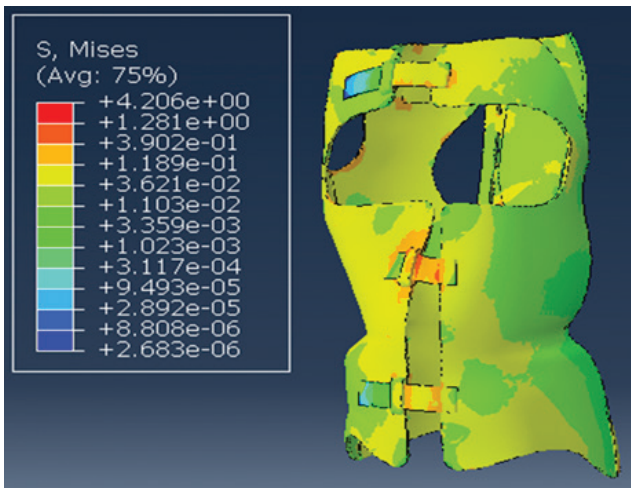 S, Mises
(Avg: 75%)
+4.206e+00
+1.281e+00
+3.902e-01
+1.189e-01
+3.621e-02
+1.103e-02
+3.359e-03
+1.023e-03
+3.117e-04
+9.493e-05
+2.892e-05
+8.808e-06
+2.683e-06